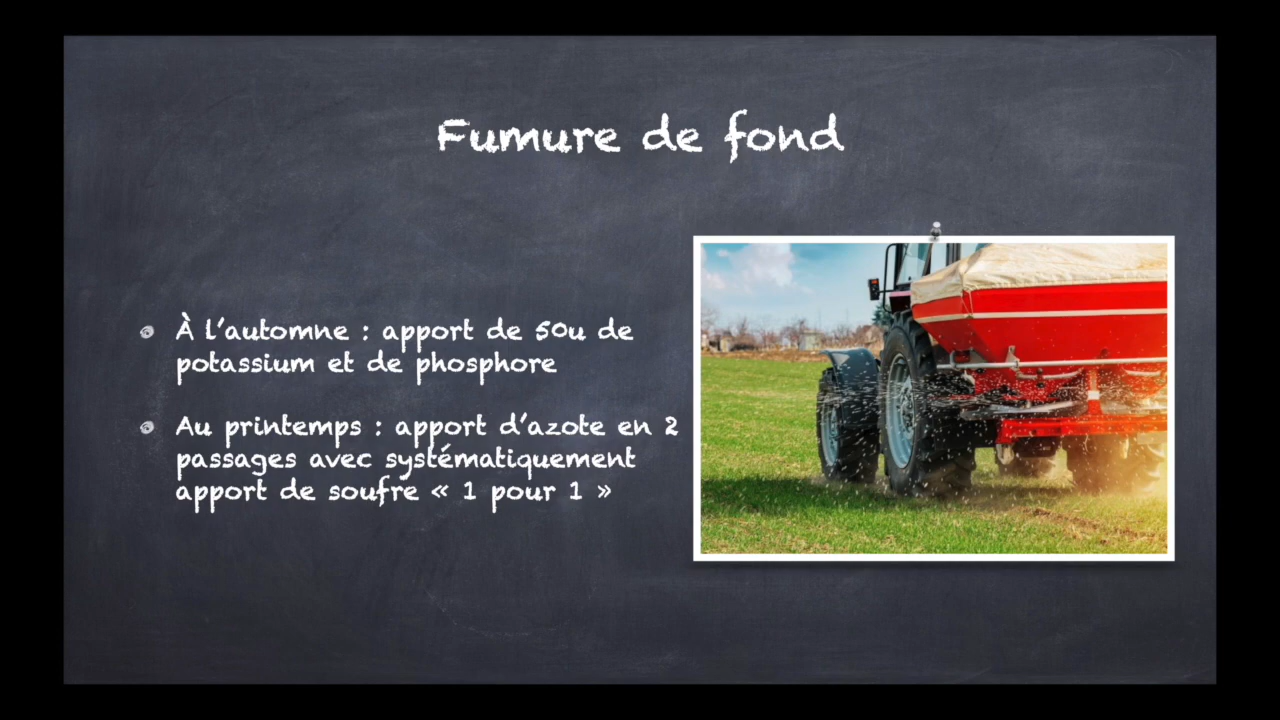 Fumure de fond
À l'automne : apport de 50u de
potassium et de phosphore
Au printemps : apport d'azote en 2
passages avec systématiquement
apport de soufre « 1 pour 1 »